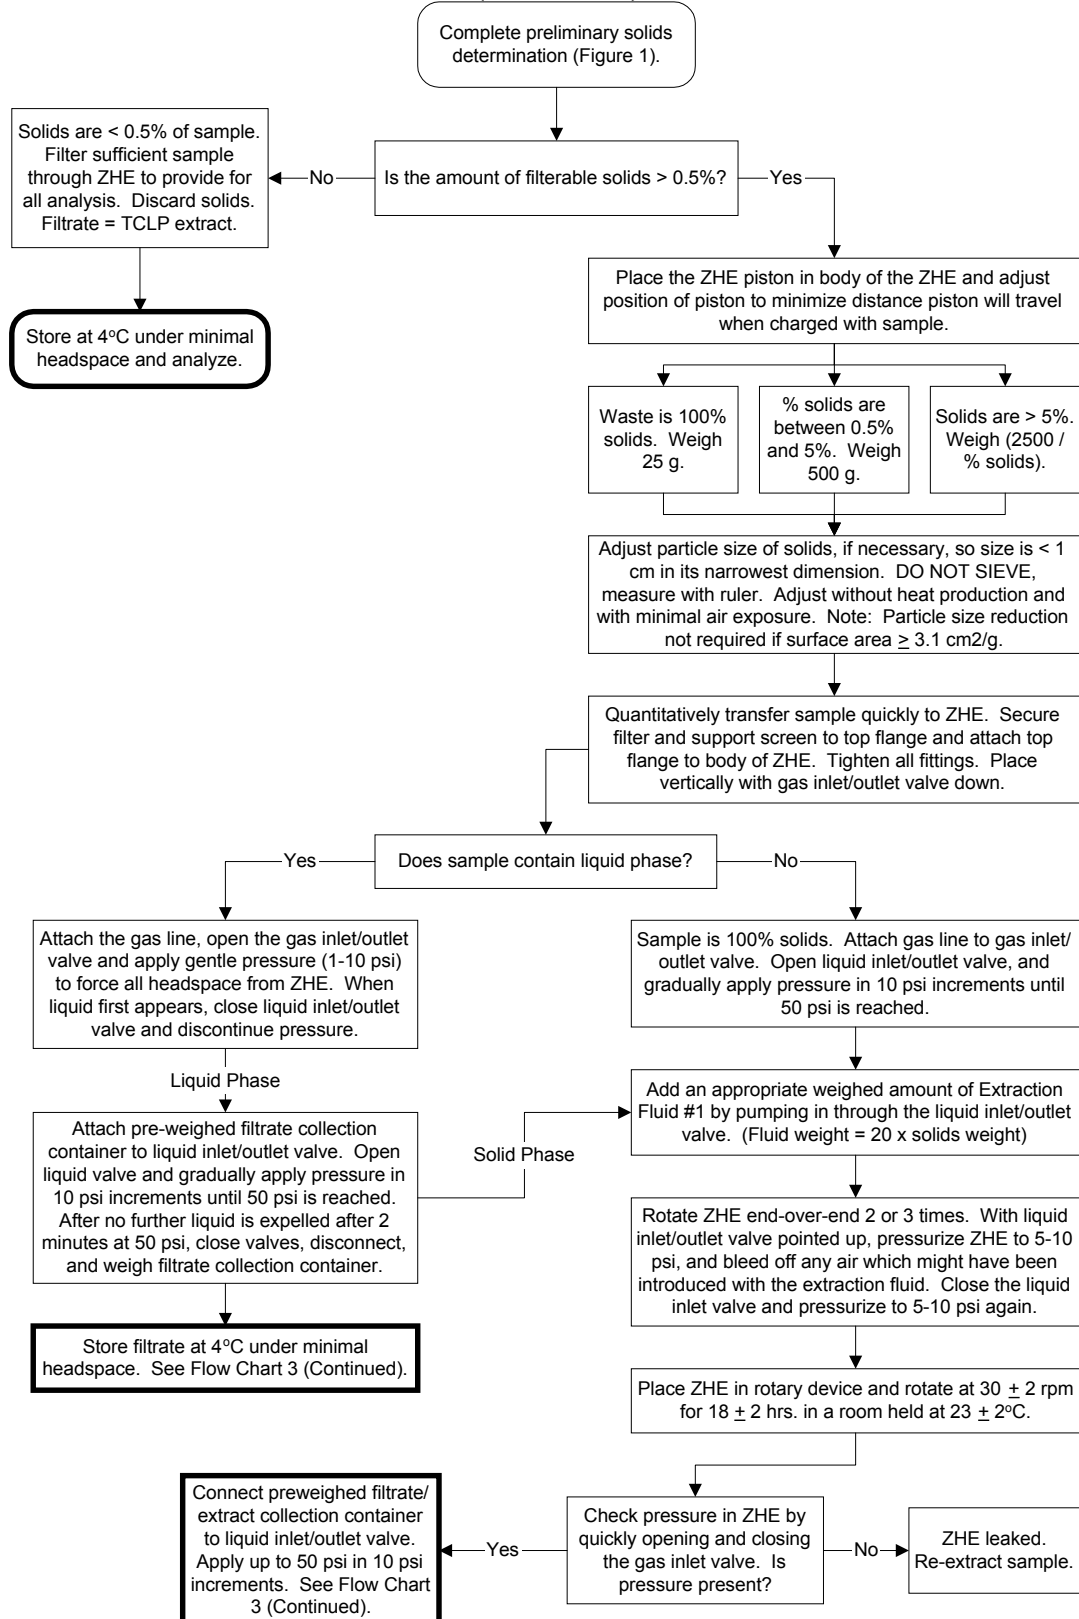 Complete preliminary solids
determination (Figure 1).
Solids are < 0.5% of sample.
Filter sufficient sample
through ZHE to provide for
all analysis.  Discard solids.
Filtrate = TCLP extract.
No
Is the amount of filterable solids > 0.5%?
Yes
Store at 4°C under minimal
headspace and analyze.
Place the ZHE piston in body of the ZHE and adjust
position of piston to minimize distance piston will travel
when charged with sample.
Waste is 100%
solids.  Weigh
25 g.
% solids are
between 0.5%
and 5%.  Weigh
500 g.
Solids are > 5%.
Weigh (2500 /
% solids).
Adjust particle size of solids, if necessary, so size is < 1
cm in its narrowest dimension.  DO NOT SIEVE,
measure with ruler.  Adjust without heat production and
with minimal air exposure.  Note:  Particle size reduction
not required if surface area ≥ 3.1 cm2/g.
Quantitatively transfer sample quickly to ZHE.  Secure
filter and support screen to top flange and attach top
flange to body of ZHE.  Tighten all fittings.  Place
vertically with gas inlet/outlet valve down.
Yes
Does sample contain liquid phase?
No
Attach the gas line, open the gas inlet/outlet
valve and apply gentle pressure (1-10 psi)
to force all headspace from ZHE.  When
liquid first appears, close liquid inlet/outlet
valve and discontinue pressure.
Sample is 100% solids.  Attach gas line to gas inlet/
outlet valve.  Open liquid inlet/outlet valve, and
gradually apply pressure in 10 psi increments until
50 psi is reached.
Liquid Phase
Attach pre-weighed filtrate collection
container to liquid inlet/outlet valve.  Open
liquid valve and gradually apply pressure in
10 psi increments until 50 psi is reached.
After no further liquid is expelled after 2
minutes at 50 psi, close valves, disconnect,
and weigh filtrate collection container.
Solid Phase
Add an appropriate weighed amount of Extraction
Fluid #1 by pumping in through the liquid inlet/outlet
valve.  (Fluid weight = 20 x solids weight)
Rotate ZHE end-over-end 2 or 3 times.  With liquid
inlet/outlet valve pointed up, pressurize ZHE to 5-10
psi, and bleed off any air which might have been
introduced with the extraction fluid.  Close the liquid
inlet valve and pressurize to 5-10 psi again.
Store filtrate at 4°C under minimal
headspace.  See Flow Chart 3 (Continued).
Place ZHE in rotary device and rotate at 30 ± 2 rpm
for 18 ± 2 hrs. in a room held at 23 ± 2°C.
Connect preweighed filtrate/
extract collection container
to liquid inlet/outlet valve.
Apply up to 50 psi in 10 psi
increments.  See Flow Chart
3 (Continued).
Yes
Check pressure in ZHE by
quickly opening and closing
the gas inlet valve.  Is
pressure present?
No
ZHE leaked.
Re-extract sample.